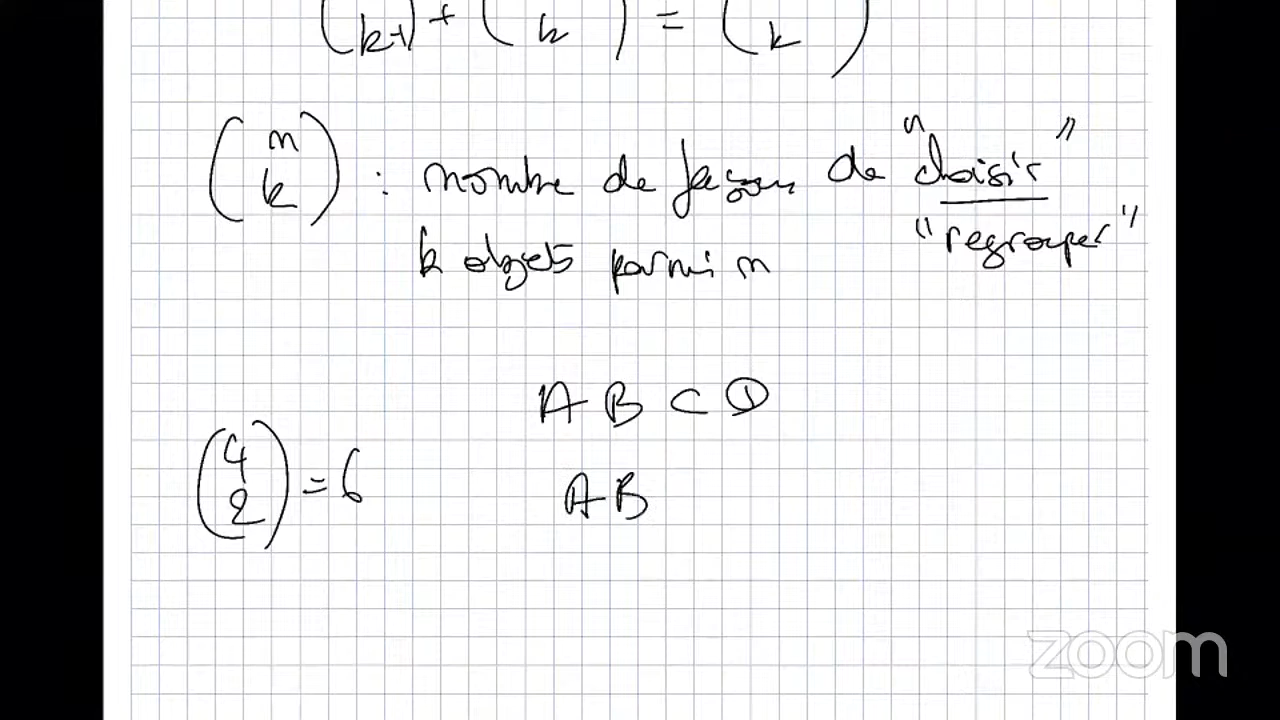 (k-1) + (k) = (k)
(n k) : nombre de façons de "choisir"
"regrouper"
k objets parmi n
A B C D
(4 2) = 6
A B
zoom